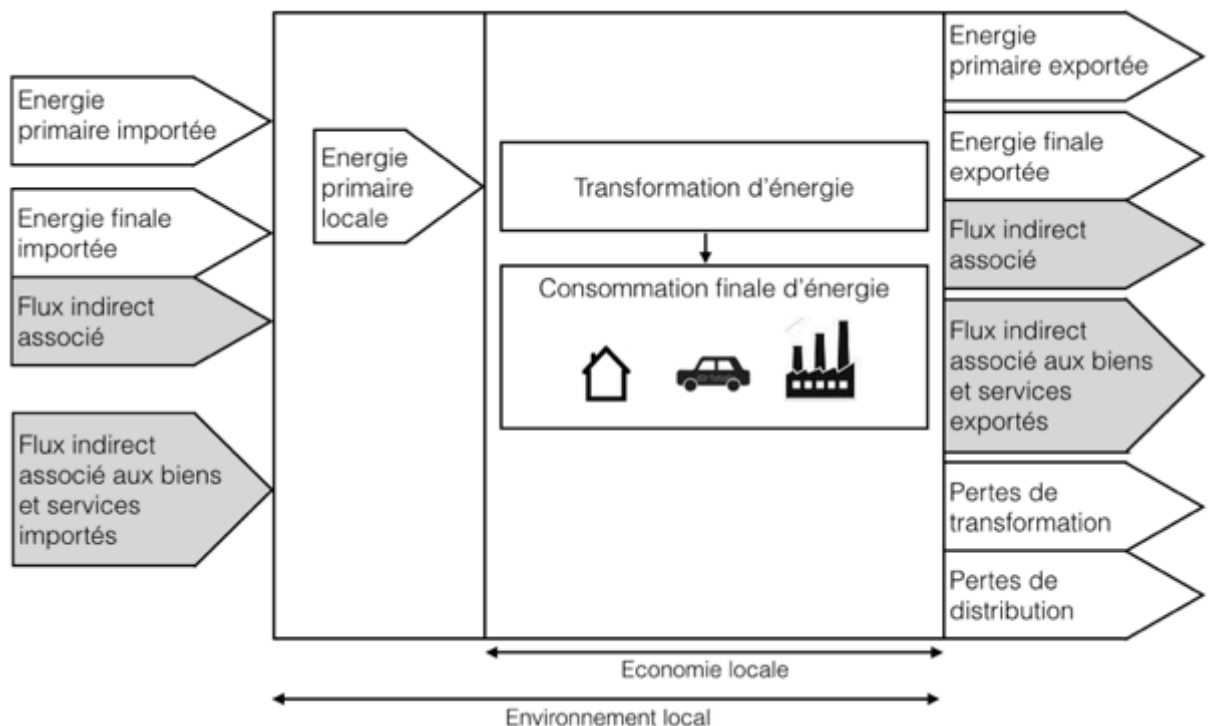 Energie
primaire importée
Energie finale
importée
Flux indirect
associé
Flux indirect
associé aux biens
et services
importés
Energie
primaire
locale
Transformation d'énergie
Consommation finale d'énergie
Energie
primaire exportée
Energie finale
exportée
Flux indirect
associé
Flux indirect
associé aux biens
et services
exportés
Pertes de
transformation
Pertes de
distribution
Economie locale
Environnement local